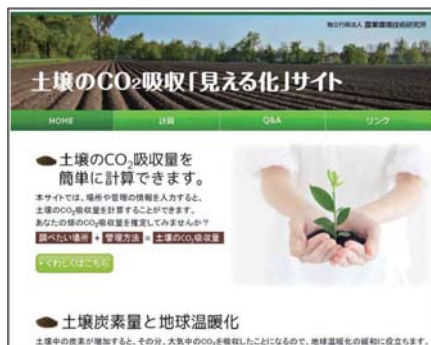 独立行政法人 農業環境技術研究所
土壌のCO2吸収「見える化」サイト
HOME 計算 Q&A リンク
土壌のCO2吸収量を
簡単に計算できます。
本サイトでは、場所や管理の情報を入力すると、
土壌のCO2吸収量を計算することができます。
あなたの畑のCO2吸収量を推定してみませんか？
調べたい場所 + 管理方法 = 土壌のCO2吸収量
くわしくはこちら
土壌炭素量と地球温暖化
土壌中の炭素が増加すると、その分、大気中のCO2を吸収したことになるので、地球温暖化の緩和に役立ちます。